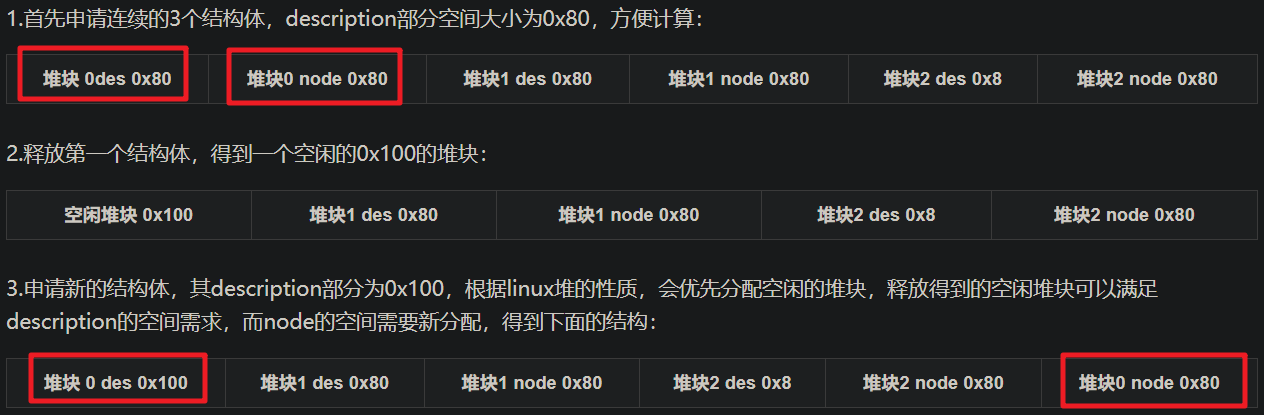 1.首先申请连续的3个结构体，description部分空间大小为0x80，方便计算：
堆块 0des 0x80 堆块0 node 0x80 堆块1 des 0x80 堆块1 node 0x80 堆块2 des 0x8 堆块2 node 0x80
2.释放第一个结构体，得到一个空闲的0x100的堆块：
空闲堆块 0x100 堆块1 des 0x80 堆块1 node 0x80 堆块2 des 0x8 堆块2 node 0x80
3.申请新的结构体，其description部分为0x100，根据linux堆的性质，会优先分配空闲的堆块，释放得到的空闲堆块可以满足
description的空间需求，而node的空间需要新分配，得到下面的结构：
堆块 0 des 0x100 堆块1 des 0x80 堆块1 node 0x80 堆块2 des 0x8 堆块2 node 0x80 堆块0 node 0x80